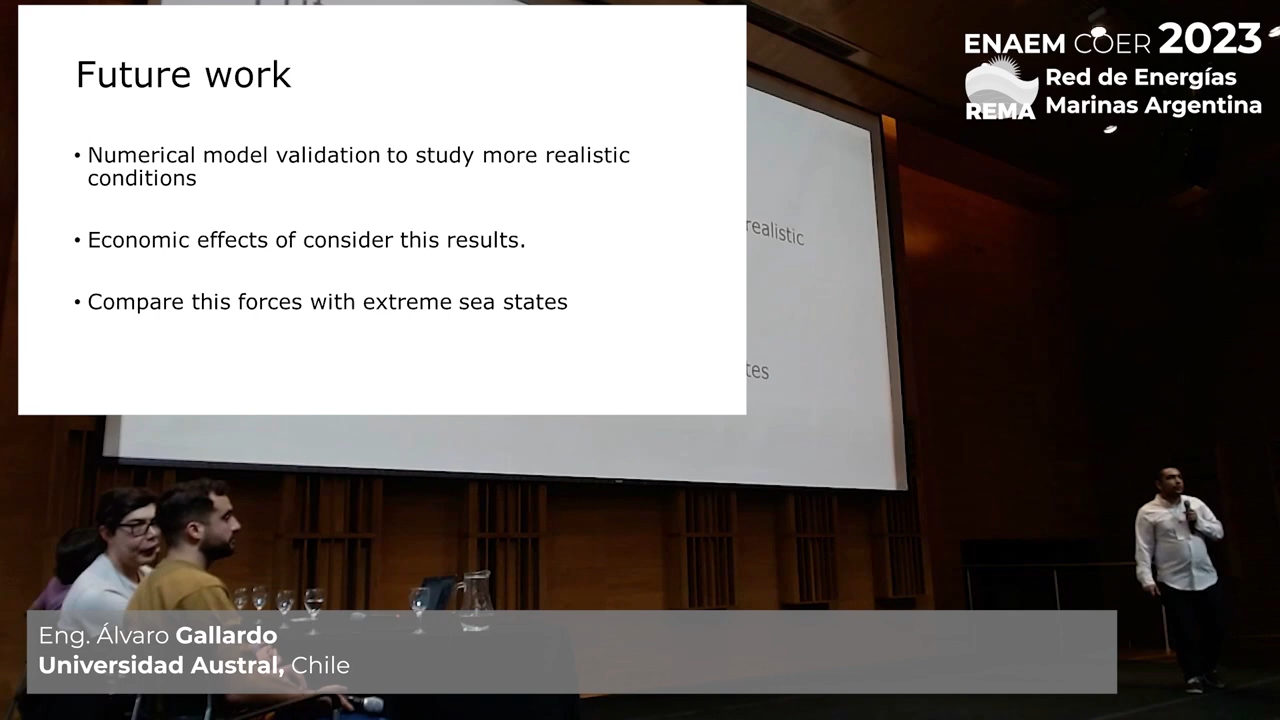 Future work
• Numerical model validation to study more realistic
conditions
• Economic effects of consider this results.
• Compare this forces with extreme sea states
realistic
tes
ENAEM COER 2023
REMA
Red de Energías
Marinas Argentina
Eng. Álvaro Gallardo
Universidad Austral, Chile